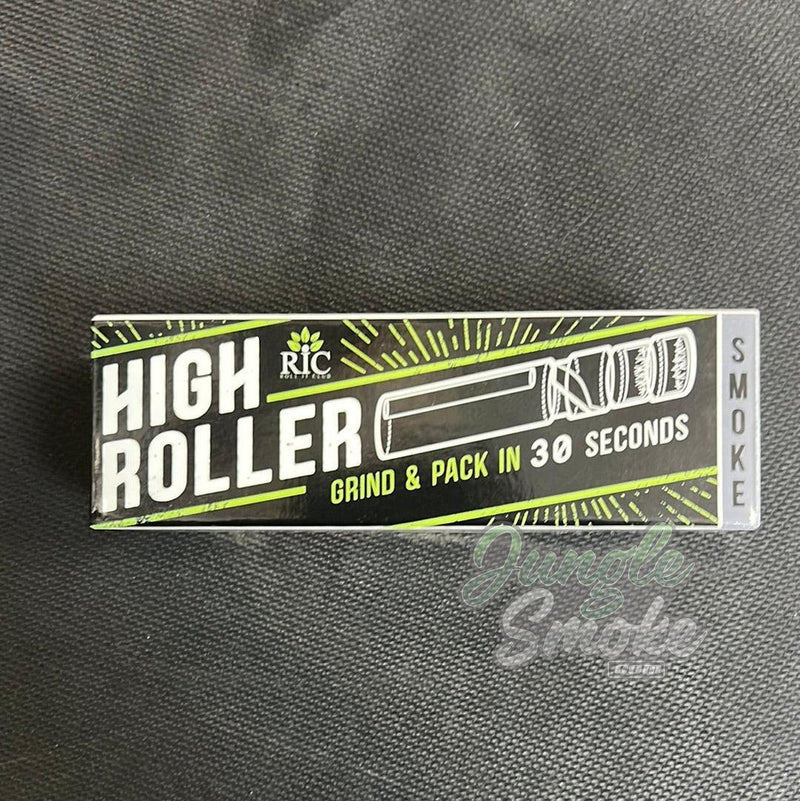 HIGH
ROLLER
RIC
ROLL IT CLUB
GRIND & PACK IN 30 SECONDS
SMOKE
Jungle
Smoke